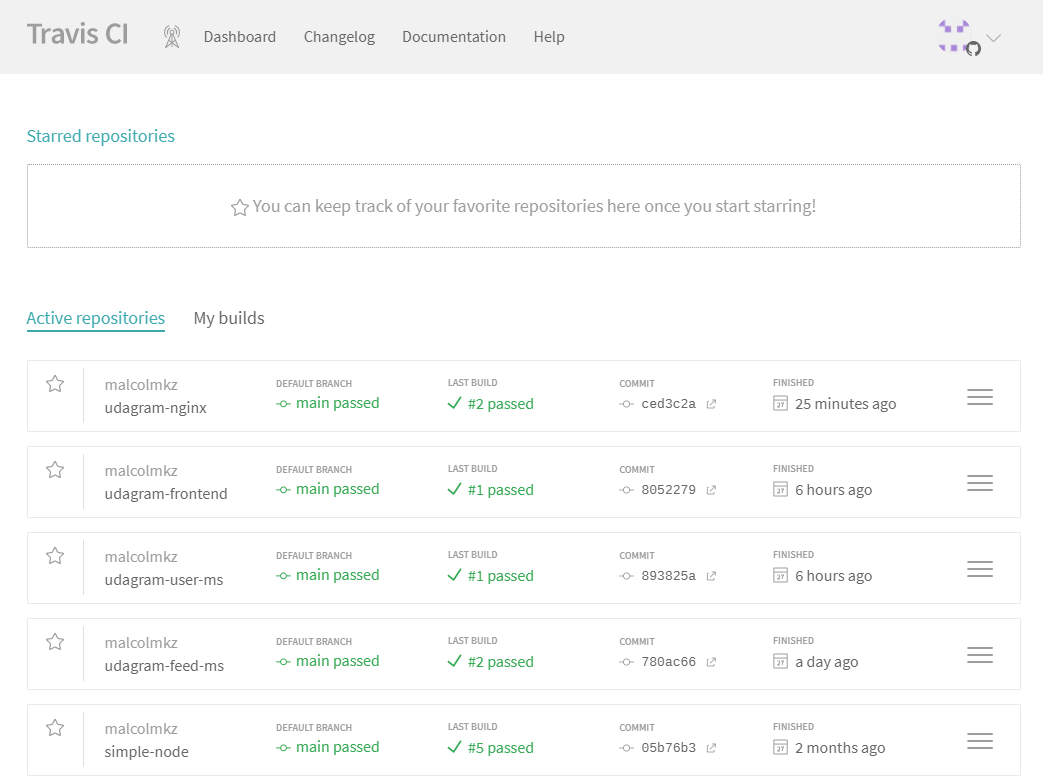 Travis CI Dashboard Changelog Documentation Help
Starred repositories
You can keep track of your favorite repositories here once you start starring!
Active repositories My builds
malcolmkz DEFAULT BRANCH LAST BUILD COMMIT FINISHED
udagram-nginx main passed #2 passed ced3c2a 27 25 minutes ago
malcolmkz DEFAULT BRANCH LAST BUILD COMMIT FINISHED
udagram-frontend main passed #1 passed 8052279 27 6 hours ago
malcolmkz DEFAULT BRANCH LAST BUILD COMMIT FINISHED
udagram-user-ms main passed #1 passed 893825a 27 6 hours ago
malcolmkz DEFAULT BRANCH LAST BUILD COMMIT FINISHED
udagram-feed-ms main passed #2 passed 780ac66 27 a day ago
malcolmkz DEFAULT BRANCH LAST BUILD COMMIT FINISHED
simple-node main passed #5 passed 05b76b3 27 2 months ago